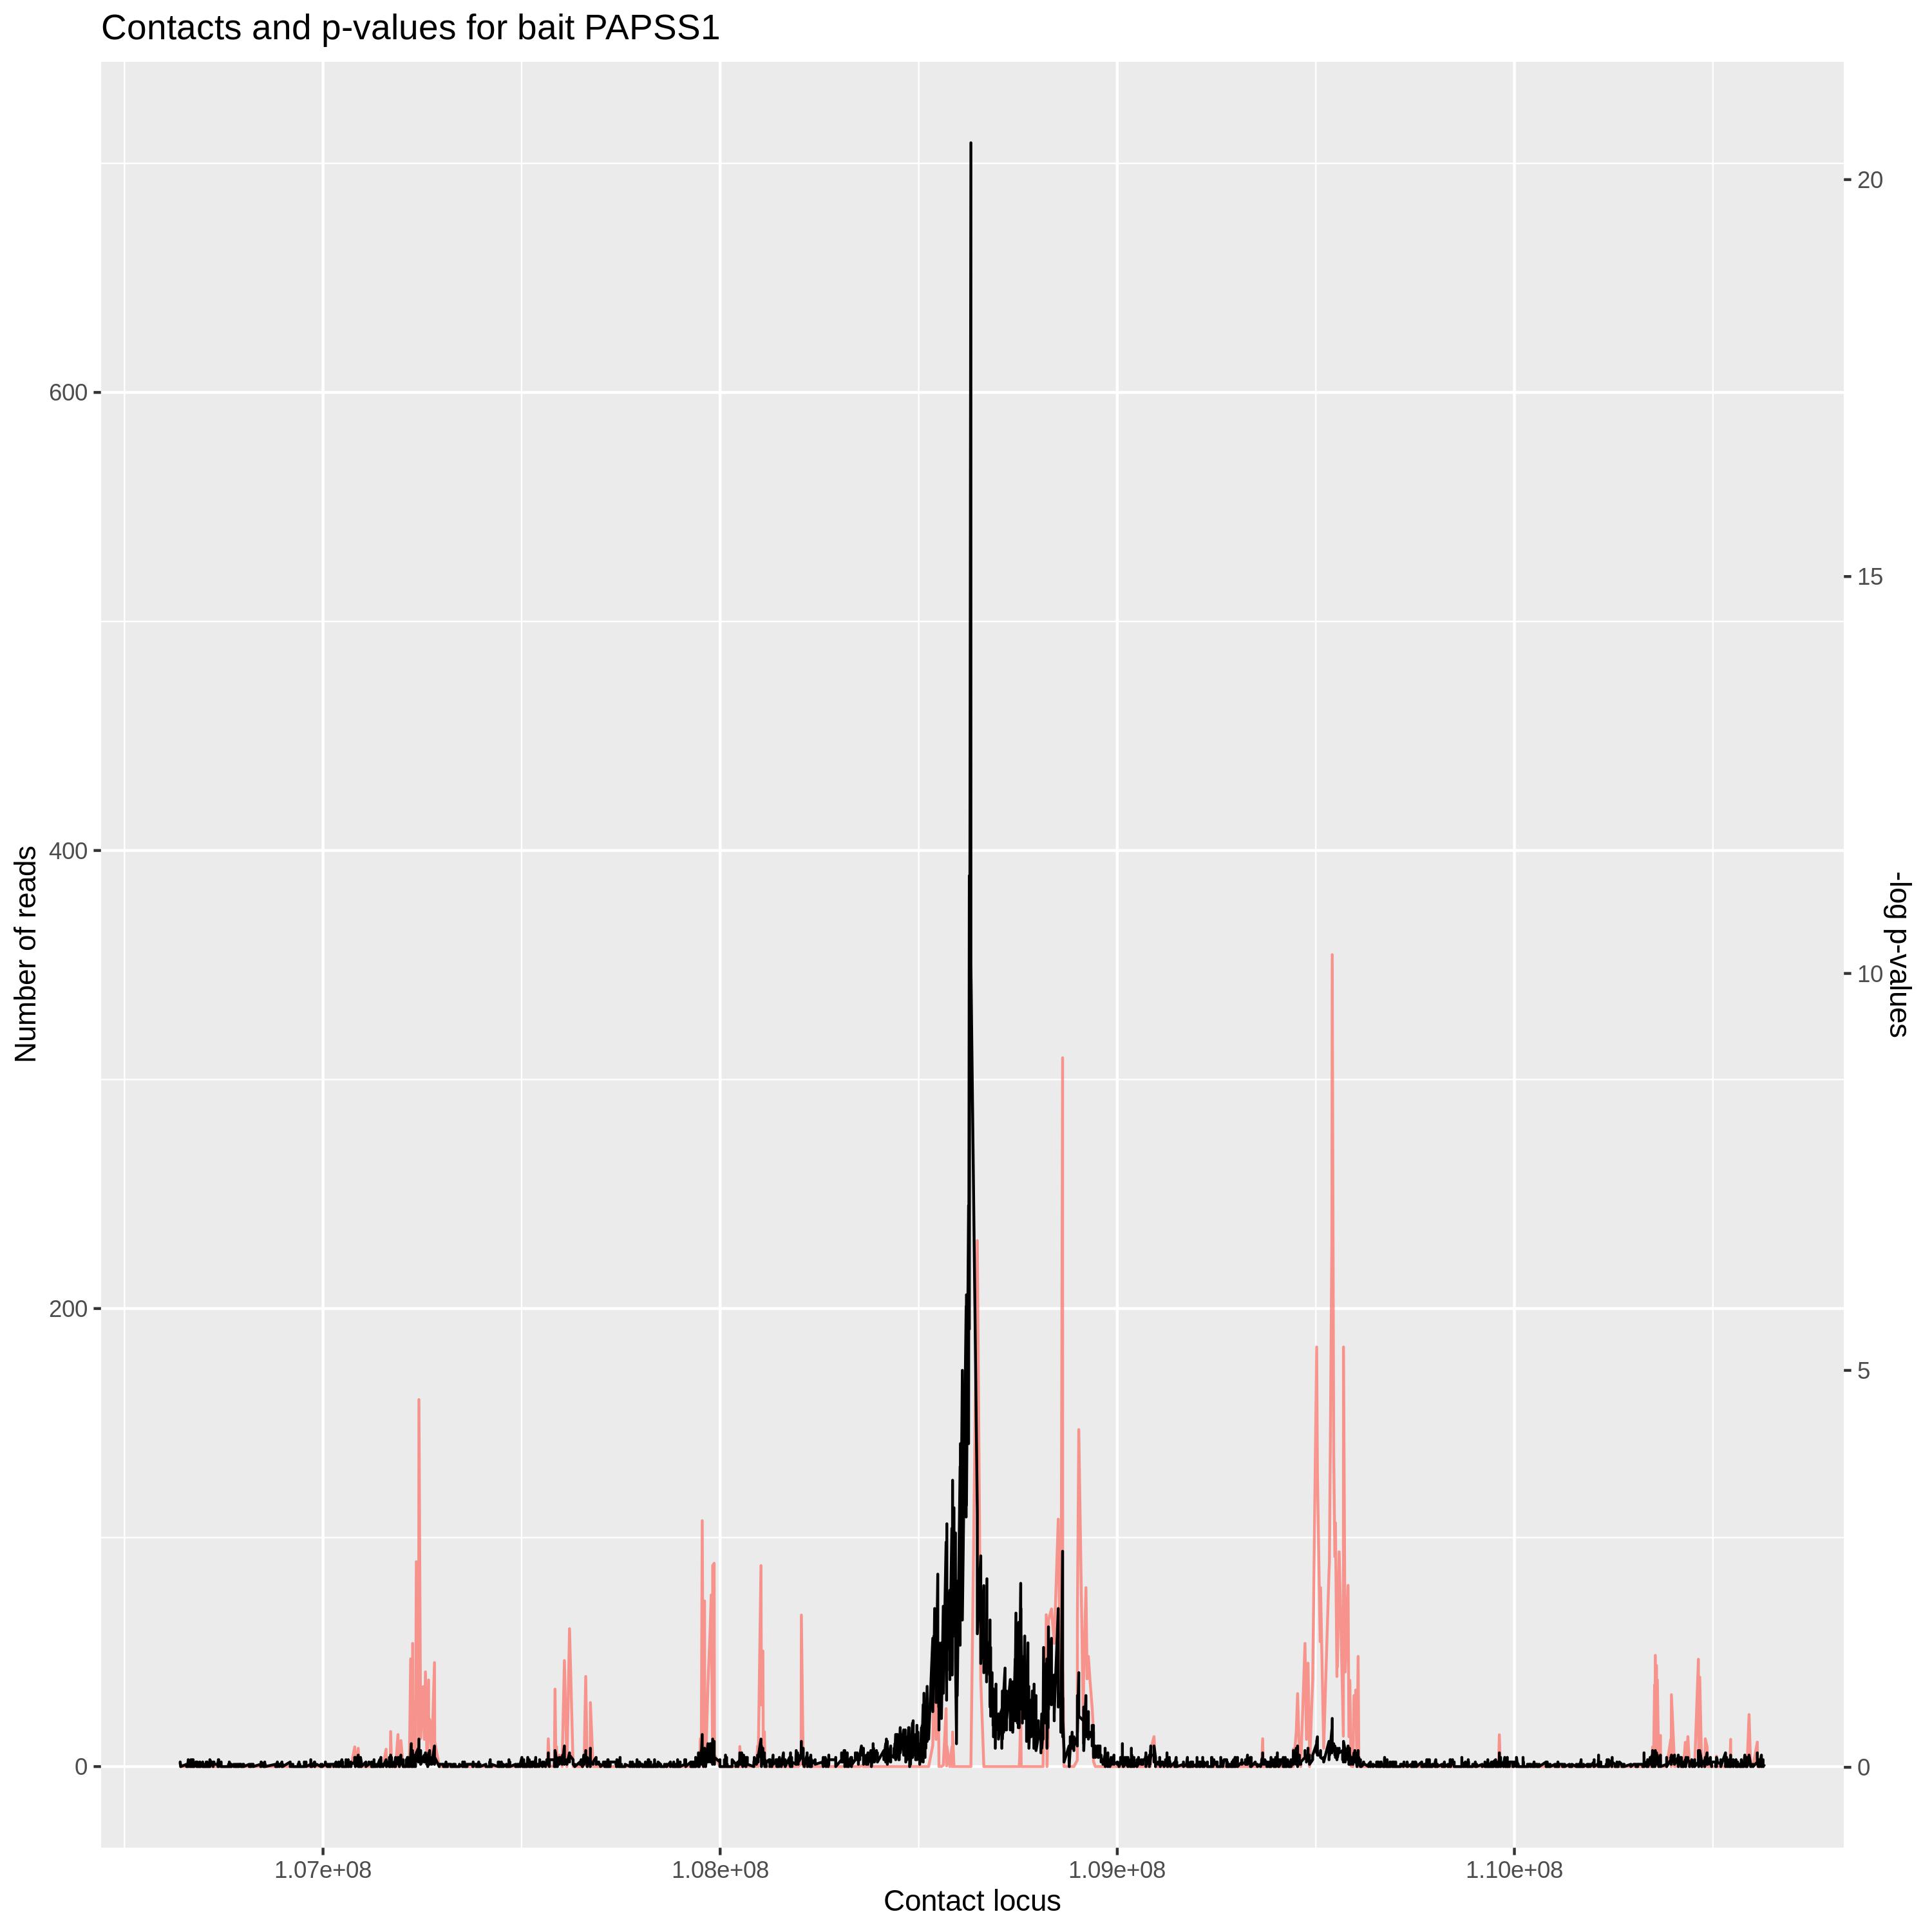 Contacts and p-values for bait PAPSS1
Number of reads
600
400
200
0
20
15
10
5
0
-log p-values
1.07e+08 1.08e+08 1.09e+08 1.10e+08
Contact locus